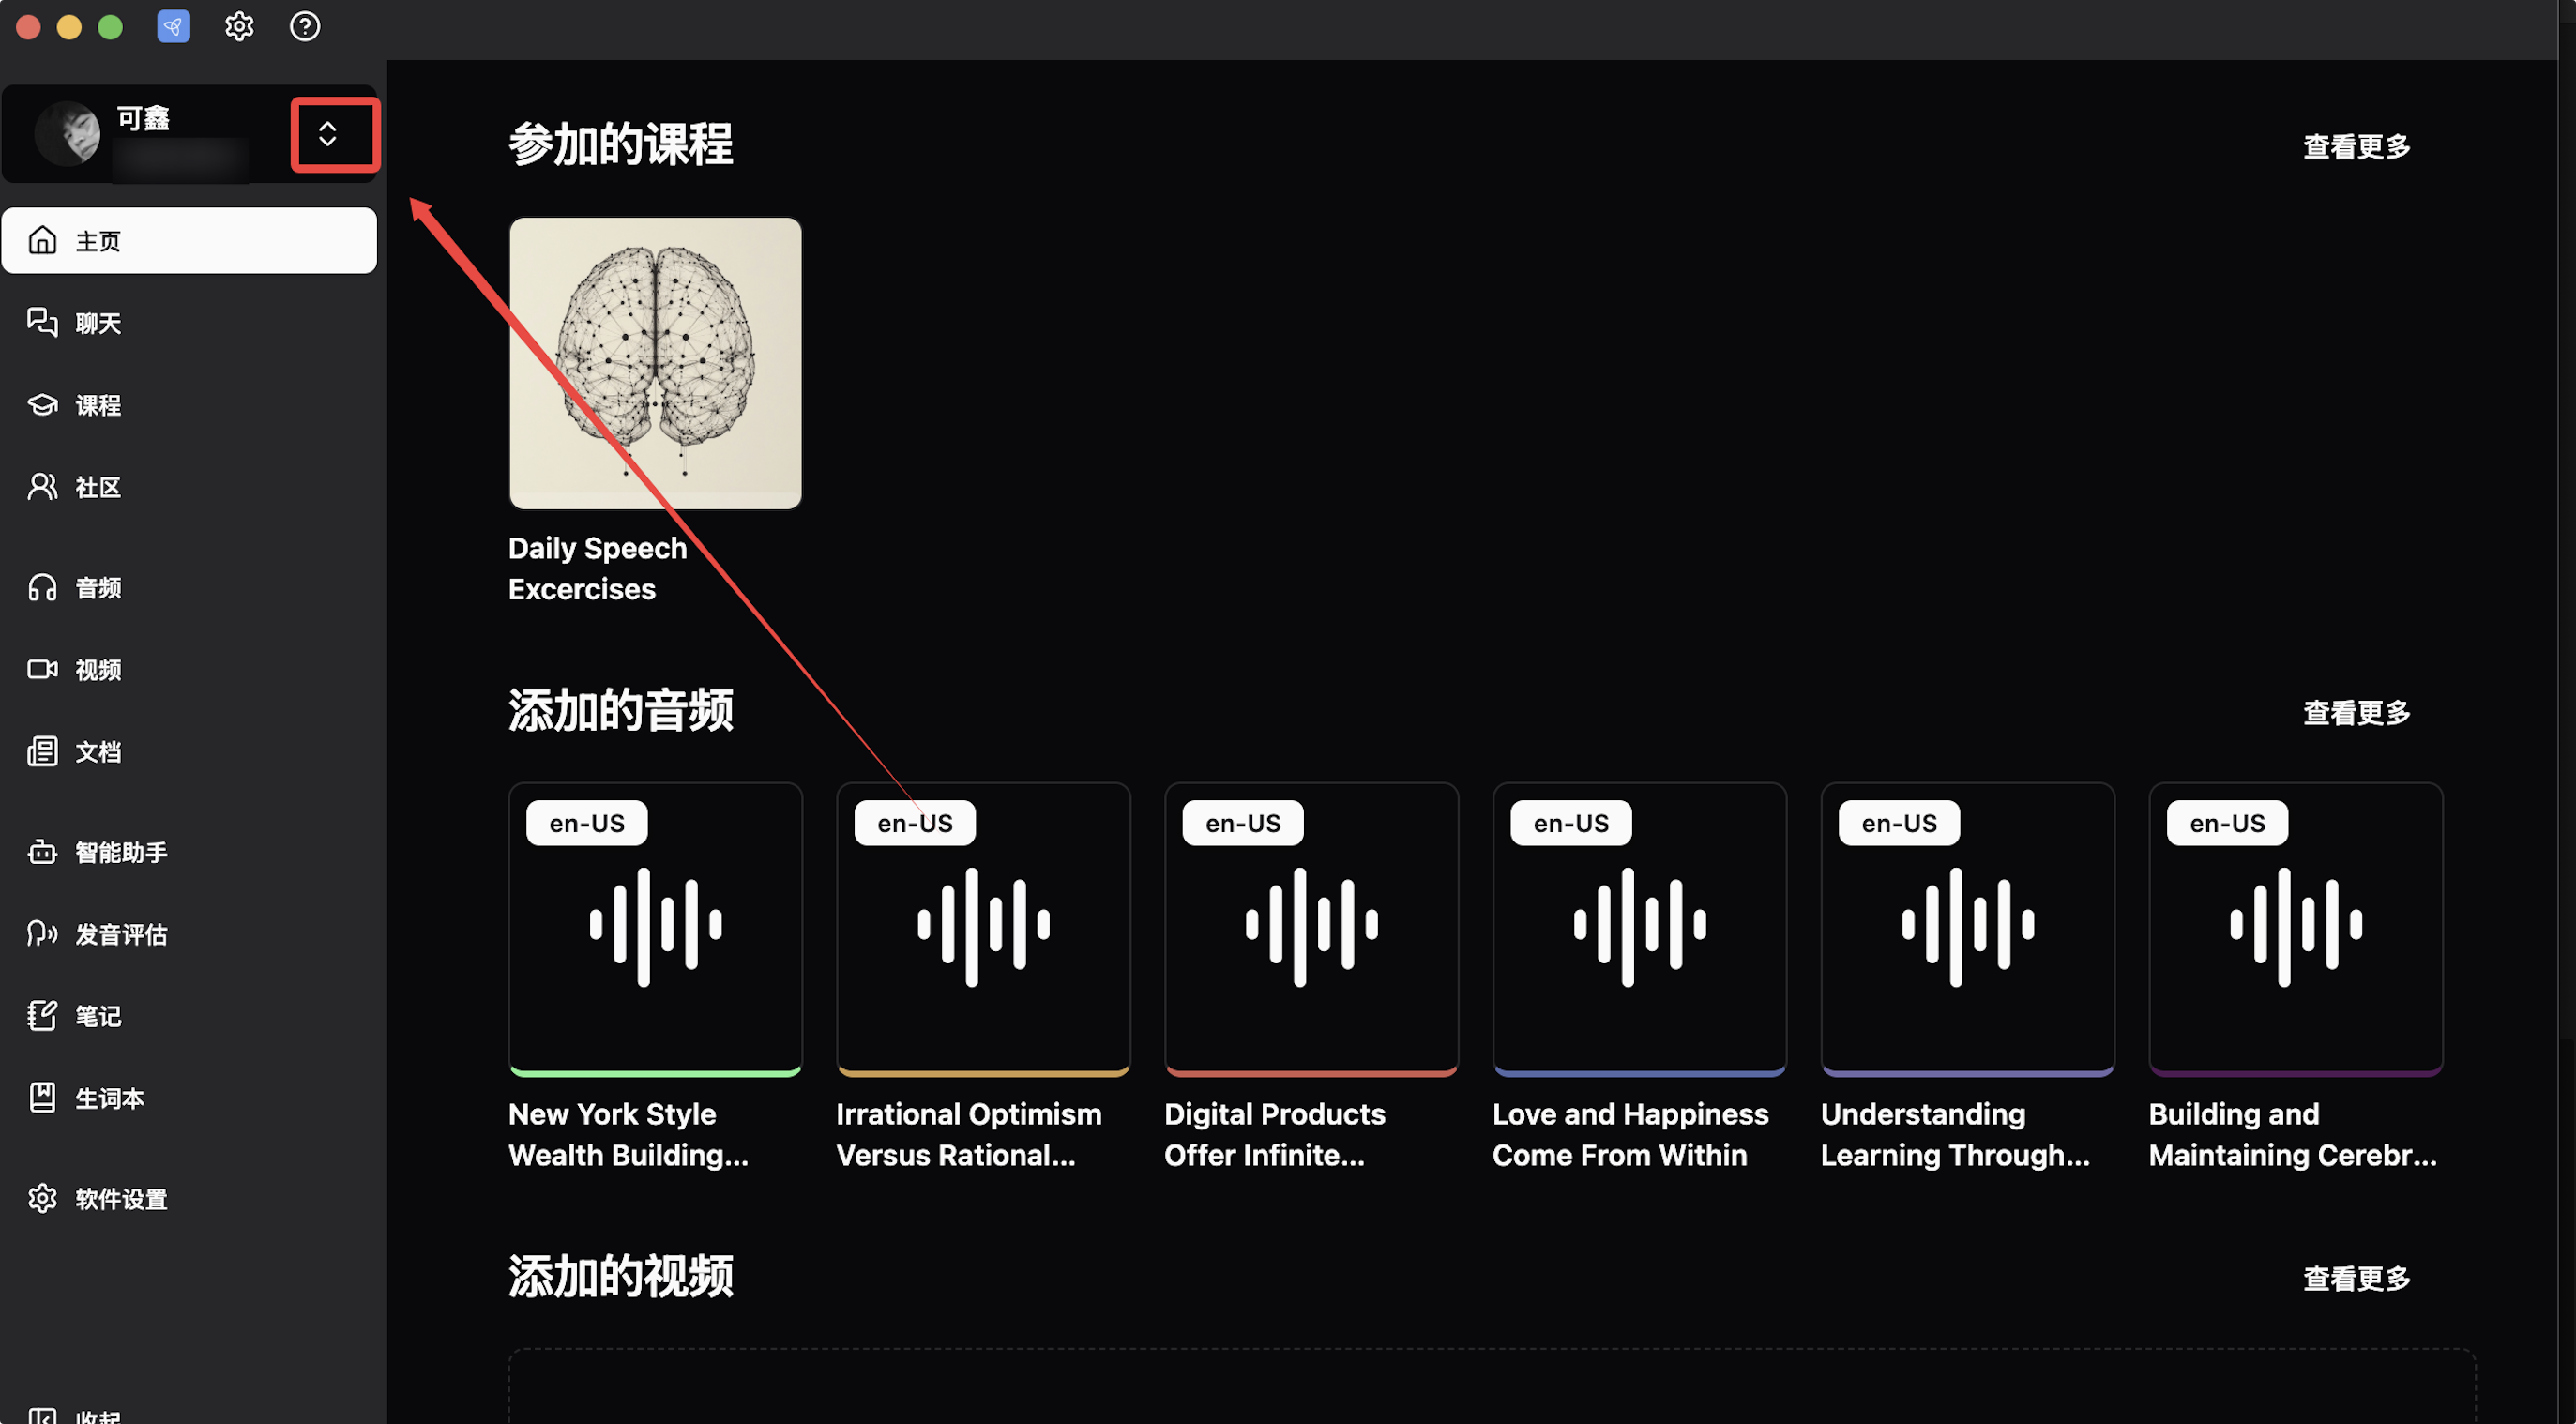 可鑫
主页
聊天
课程
社区
音频
视频
文档
智能助手
发音评估
笔记
生词本
软件设置
收起
参加的课程
查看更多
Daily Speech
Excercises
添加的音频
查看更多
en-US
en-US
en-US
en-US
en-US
en-US
New York Style
Wealth Building...
Irrational Optimism
Versus Rational...
Digital Products
Offer Infinite...
Love and Happiness
Come From Within
Understanding
Learning Through...
Building and
Maintaining Cerebr...
添加的视频
查看更多